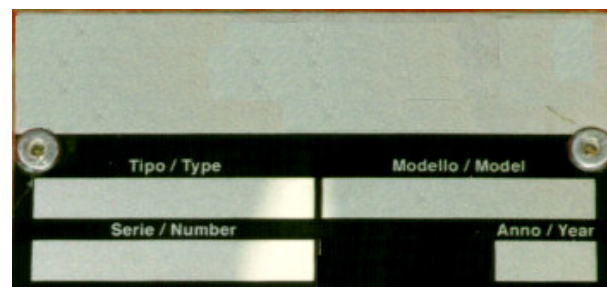 Tipo / Type Modello / Model
Serie / Number Anno / Year